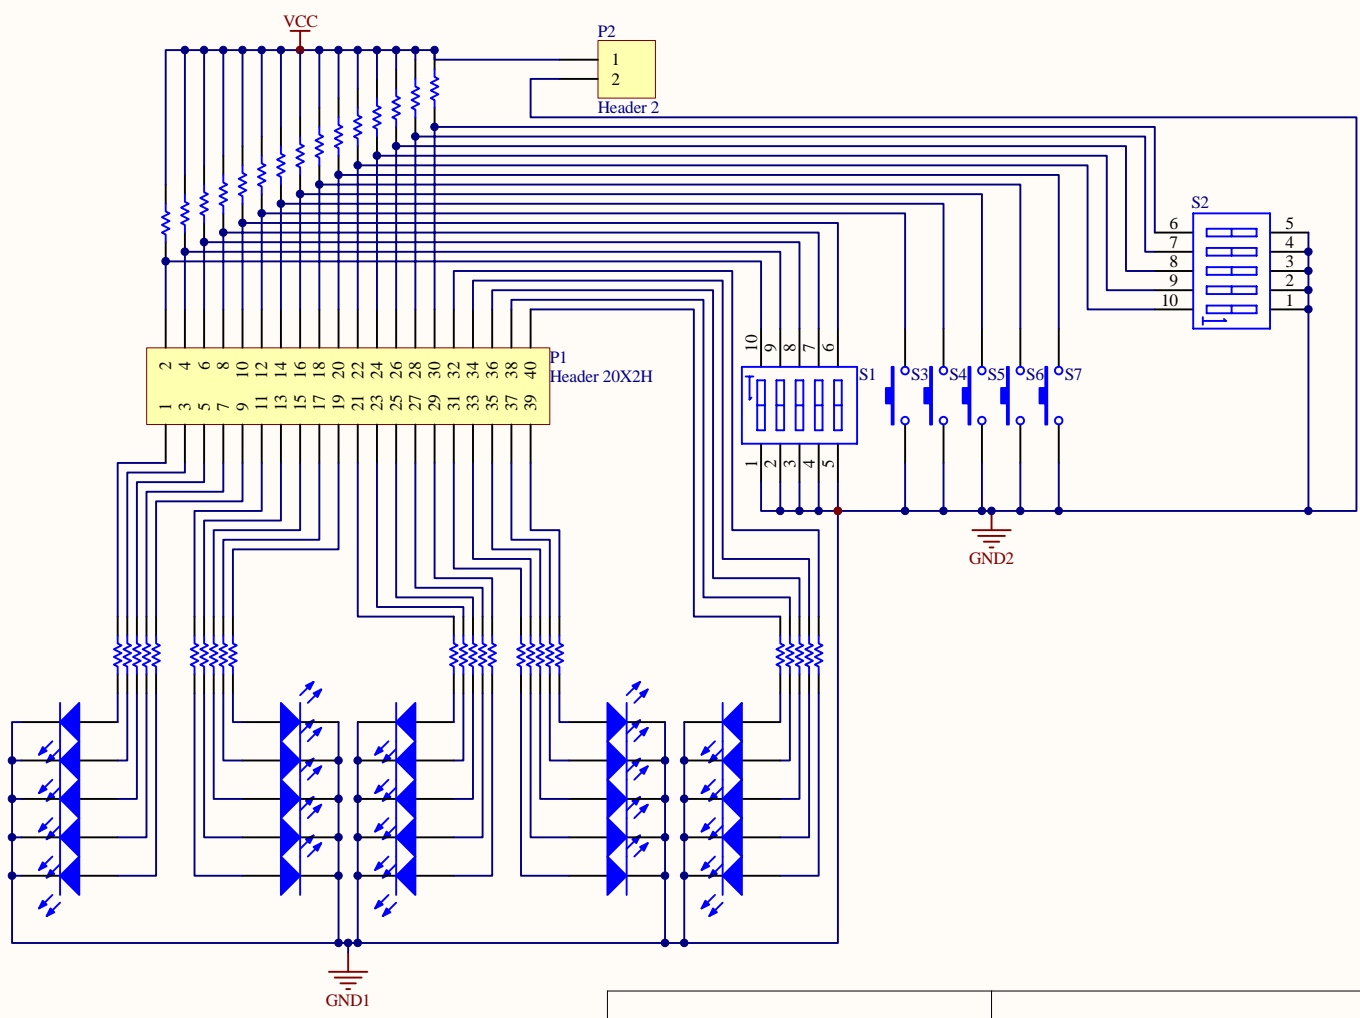 VCC
P2
1
2
Header 2
S2
6 5
7 4
8 3
9 2
10 1
2 4 6 8 10 12 14 16 18 20 22 24 26 28 30 32 34 36 38 40
1 3 5 7 9 11 13 15 17 19 21 23 25 27 29 31 33 35 37 39
P1
Header 20X2H
10 9 8 7 6
S1
1 2 3 4 5
S3 S4 S5 S6 S7
GND2
GND1